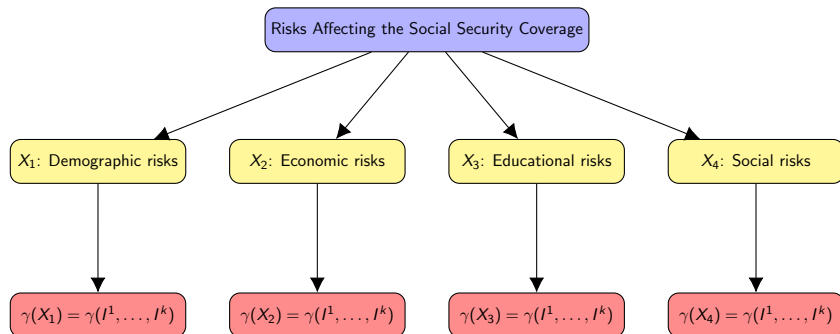 Risks Affecting the Social Security Coverage
X₁: Demographic risks
X₂: Economic risks
X₃: Educational risks
X₄: Social risks
γ(X₁) = γ(I¹, . . . , Iᵏ)
γ(X₂) = γ(I¹, . . . , Iᵏ)
γ(X₃) = γ(I¹, . . . , Iᵏ)
γ(X₄) = γ(I¹, . . . , Iᵏ)